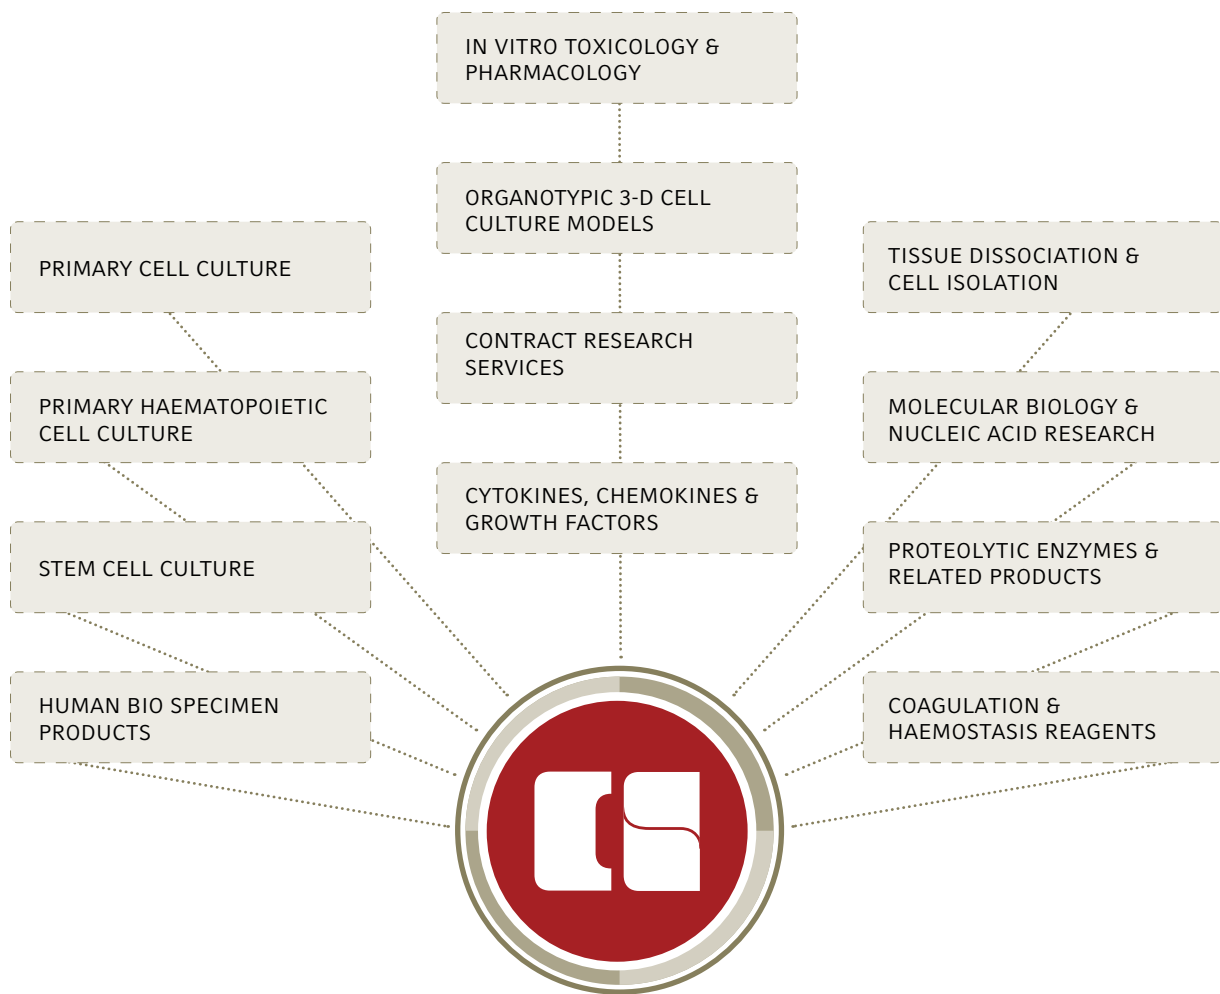 IN VITRO TOXICOLOGY &
PHARMACOLOGY
ORGANOTYPIC 3-D CELL
CULTURE MODELS
CONTRACT RESEARCH
SERVICES
CYTOKINES, CHEMOKINES &
GROWTH FACTORS
PRIMARY CELL CULTURE
PRIMARY HAEMATOPOIETIC
CELL CULTURE
STEM CELL CULTURE
HUMAN BIO SPECIMEN
PRODUCTS
TISSUE DISSOCIATION &
CELL ISOLATION
MOLECULAR BIOLOGY &
NUCLEIC ACID RESEARCH
PROTEOLYTIC ENZYMES &
RELATED PRODUCTS
COAGULATION &
HAEMOSTASIS REAGENTS
CS